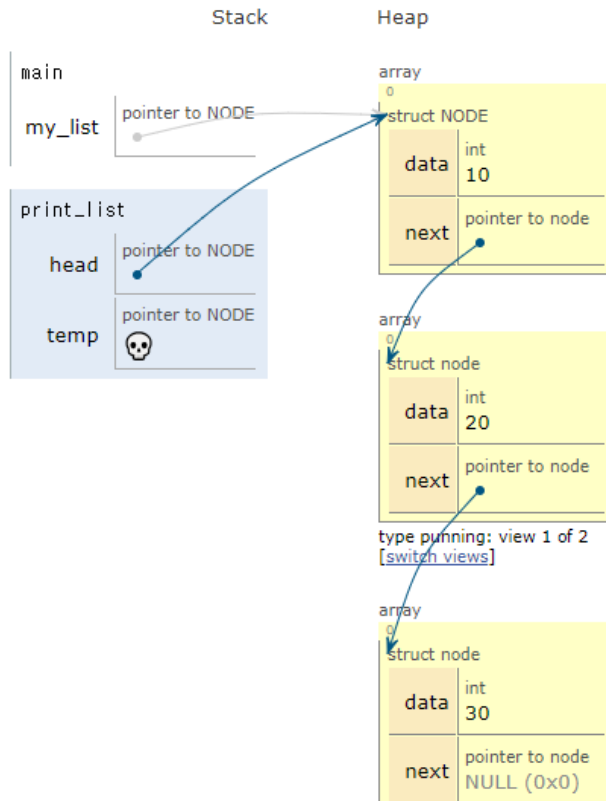 Stack Heap
main
my_list pointer to NODE
print_list
head pointer to NODE
temp pointer to NODE
array
0
struct NODE
data int
10
next pointer to node
array
0
struct node
data int
20
next pointer to node
type punning: view 1 of 2
[switch views]
array
0
struct node
data int
30
next pointer to node
NULL (0x0)